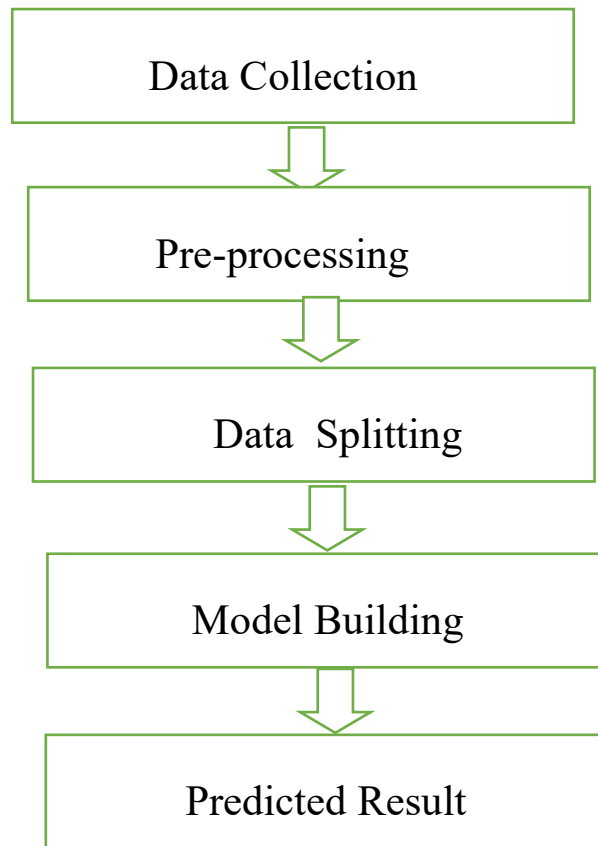 Data Collection
Pre-processing
Data  Splitting
Model Building
Predicted Result